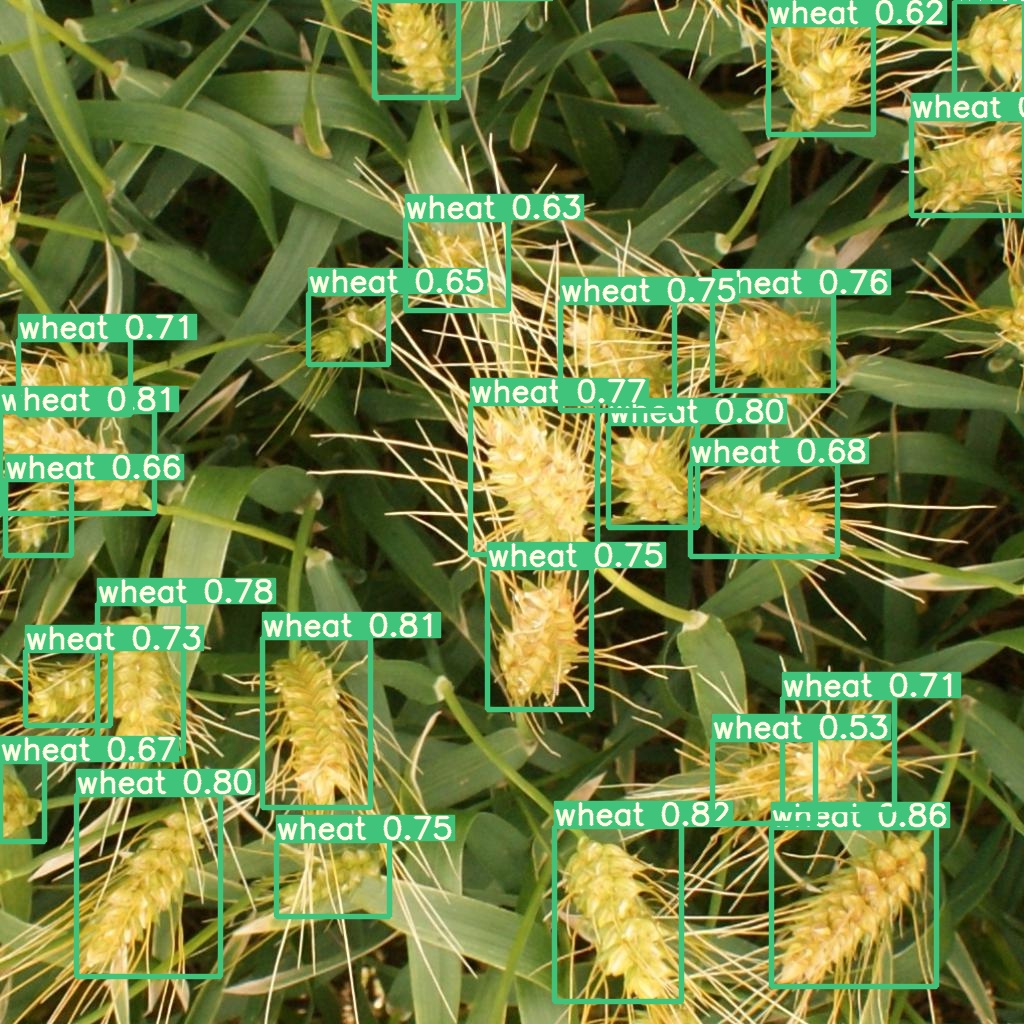 wheat 0.62
wheat
wheat 0.63
wheat 0.65
wheat 0.75
heat 0.76
wheat 0.71
wheat 0.81
wheat 0.77
wheat 0.80
wheat 0.68
wheat 0.66
wheat 0.75
wheat 0.78
wheat 0.81
wheat 0.73
wheat 0.71
wheat 0.53
wheat 0.67
wheat 0.80
wheat 0.82
wheat 0.86
wheat 0.75